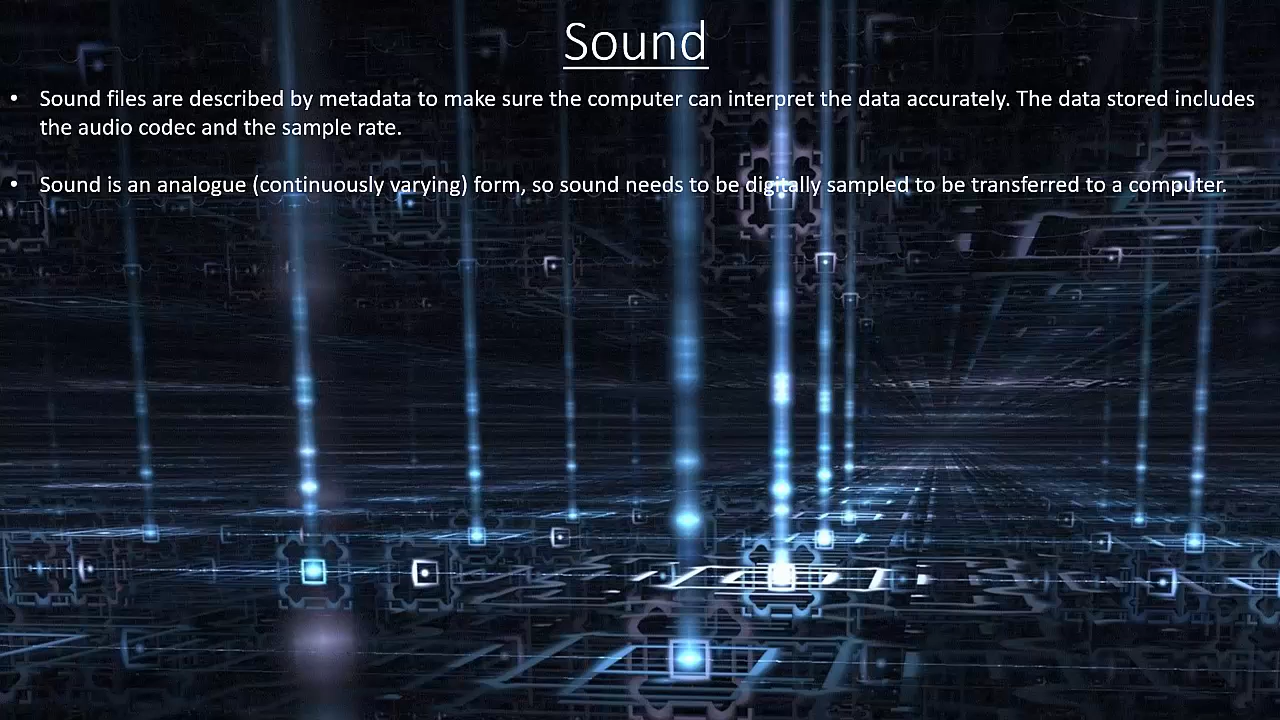 Sound
• Sound files are described by metadata to make sure the computer can interpret the data accurately. The data stored includes
the audio codec and the sample rate.
• Sound is an analogue (continuously varying) form, so sound needs to be digitally sampled to be transferred to a computer.